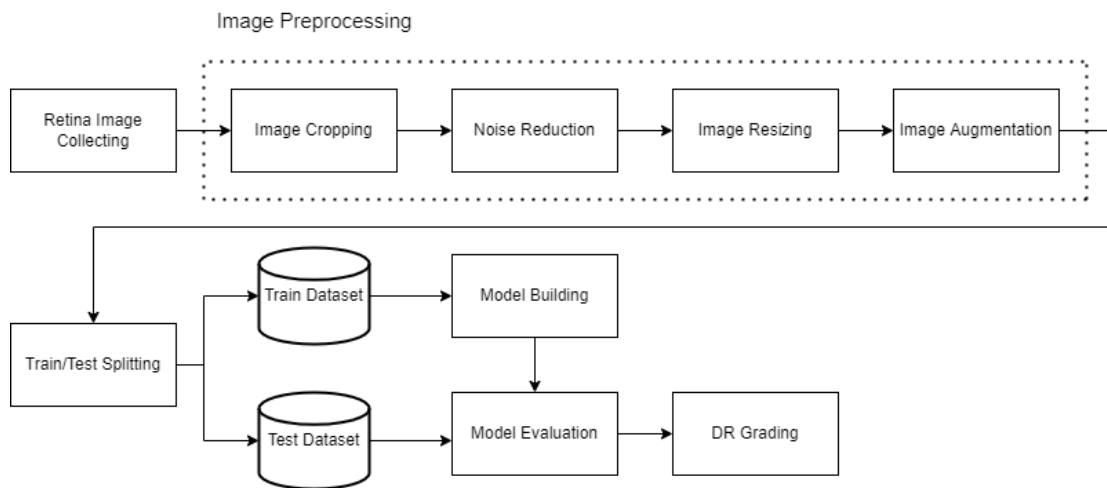 Image Preprocessing
Retina Image
Collecting
Image Cropping
Noise Reduction
Image Resizing
Image Augmentation
Train/Test Splitting
Train Dataset
Model Building
Test Dataset
Model Evaluation
DR Grading